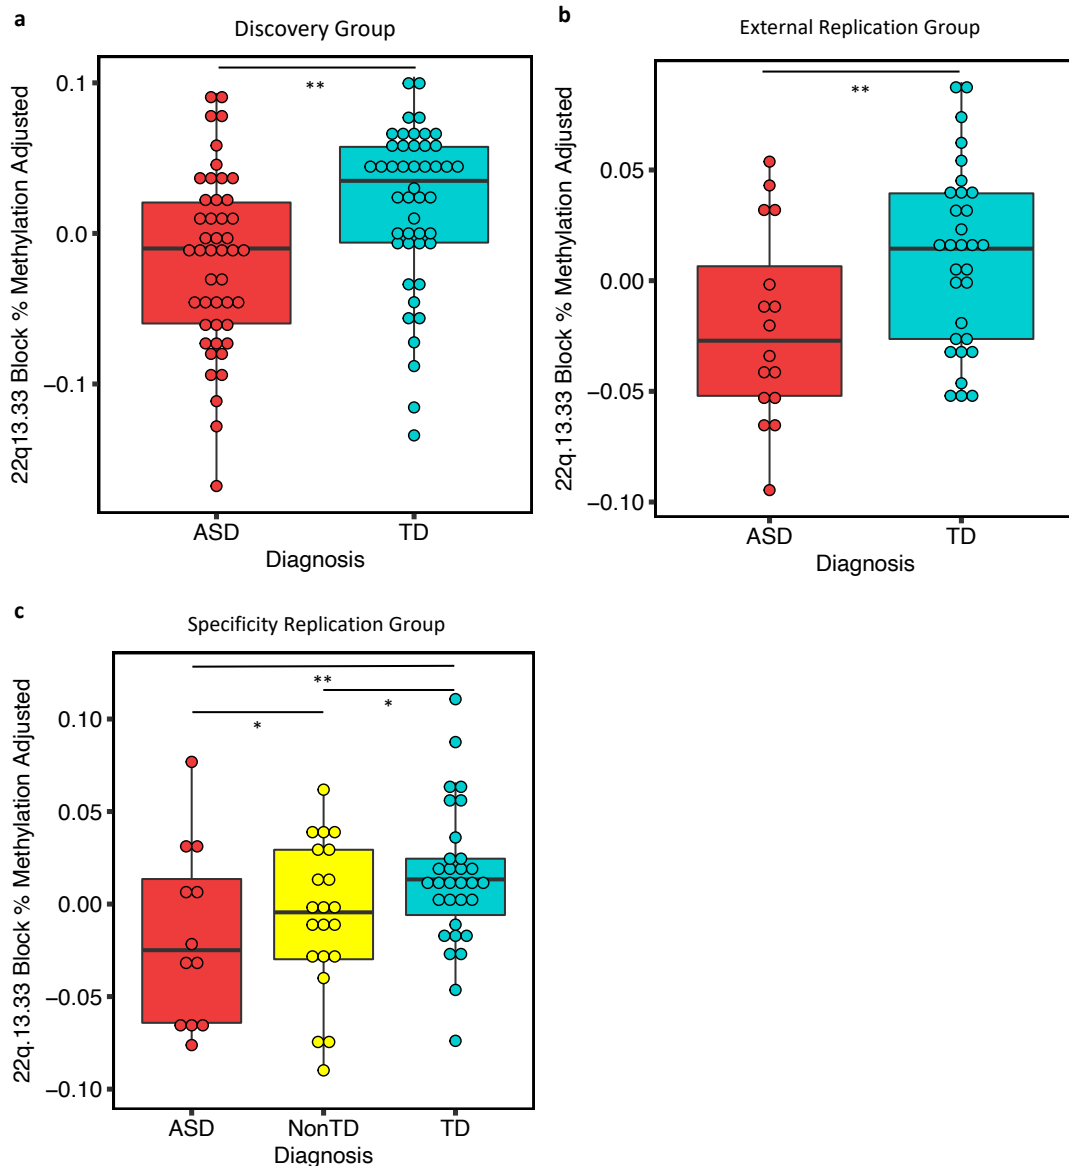 a
Discovery Group
22q13.33 Block % Methylation Adjusted
0.1
0.0
−0.1
**
ASD
TD
Diagnosis
b
External Replication Group
22q.13.33 Block % Methylation Adjusted
0.05
0.00
−0.05
−0.10
**
ASD
TD
Diagnosis
c
Specificity Replication Group
22q.13.33 Block % Methylation Adjusted
0.10
0.05
0.00
−0.05
−0.10
**
*
*
ASD
NonTD
TD
Diagnosis